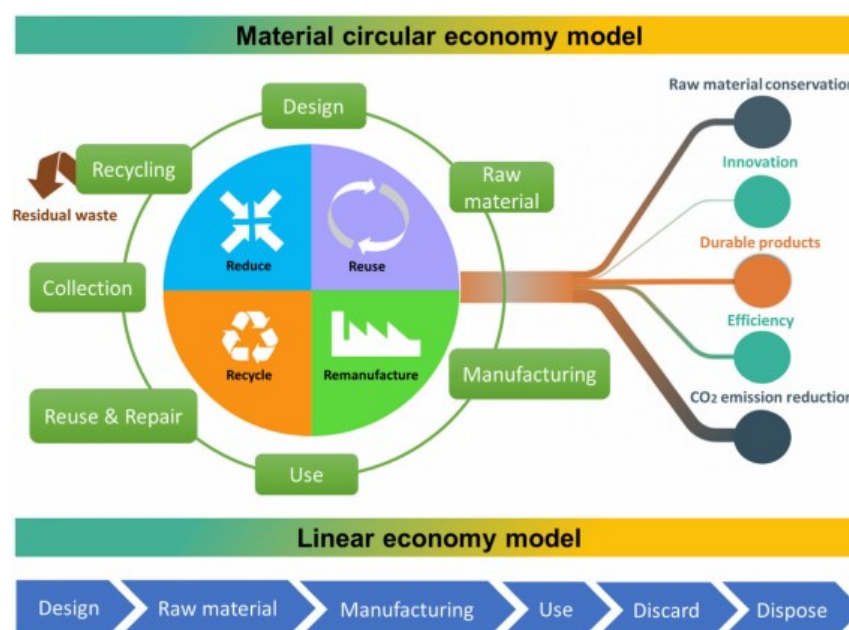 Material circular economy model
Design
Raw
material
Manufacturing
Use
Reuse & Repair
Collection
Recycling
Residual waste
Reduce
Reuse
Recycle
Remanufacture
Raw material conservation
Innovation
Durable products
Efficiency
CO₂ emission reduction
Linear economy model
Design
Raw material
Manufacturing
Use
Discard
Dispose